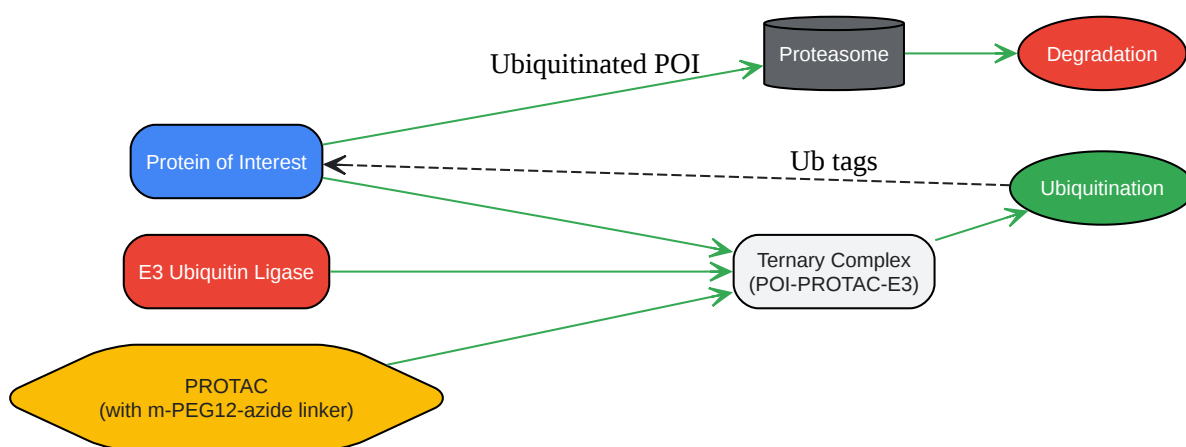 Proteasome
Degradation
Ubiquitinated POI
Protein of Interest
Ub tags
Ubiquitination
E3 Ubiquitin Ligase
Ternary Complex
(POI-PROTAC-E3)
PROTAC
(with m-PEG12-azide linker)